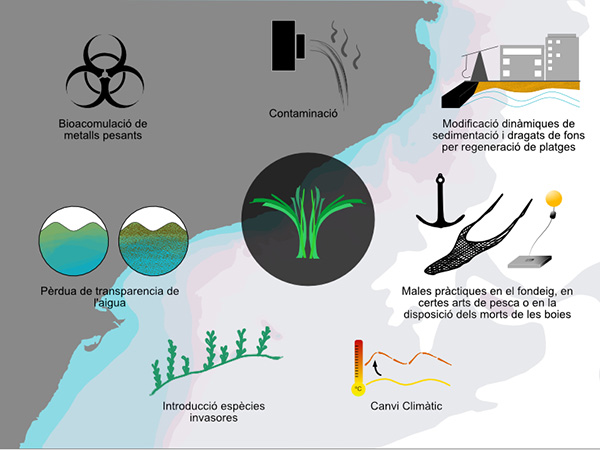 Bioacomulació de
metalls pesants
Contaminació
Modificació dinàmiques de
sedimentació i dragats de fons
per regeneració de platges
Pèrdua de transparencia de
l'aigua
Males pràctiques en el fondeig, en
certes arts de pesca o en la
disposició dels morts de les boies
Introducció espècies
invasores
°C
Canvi Climàtic